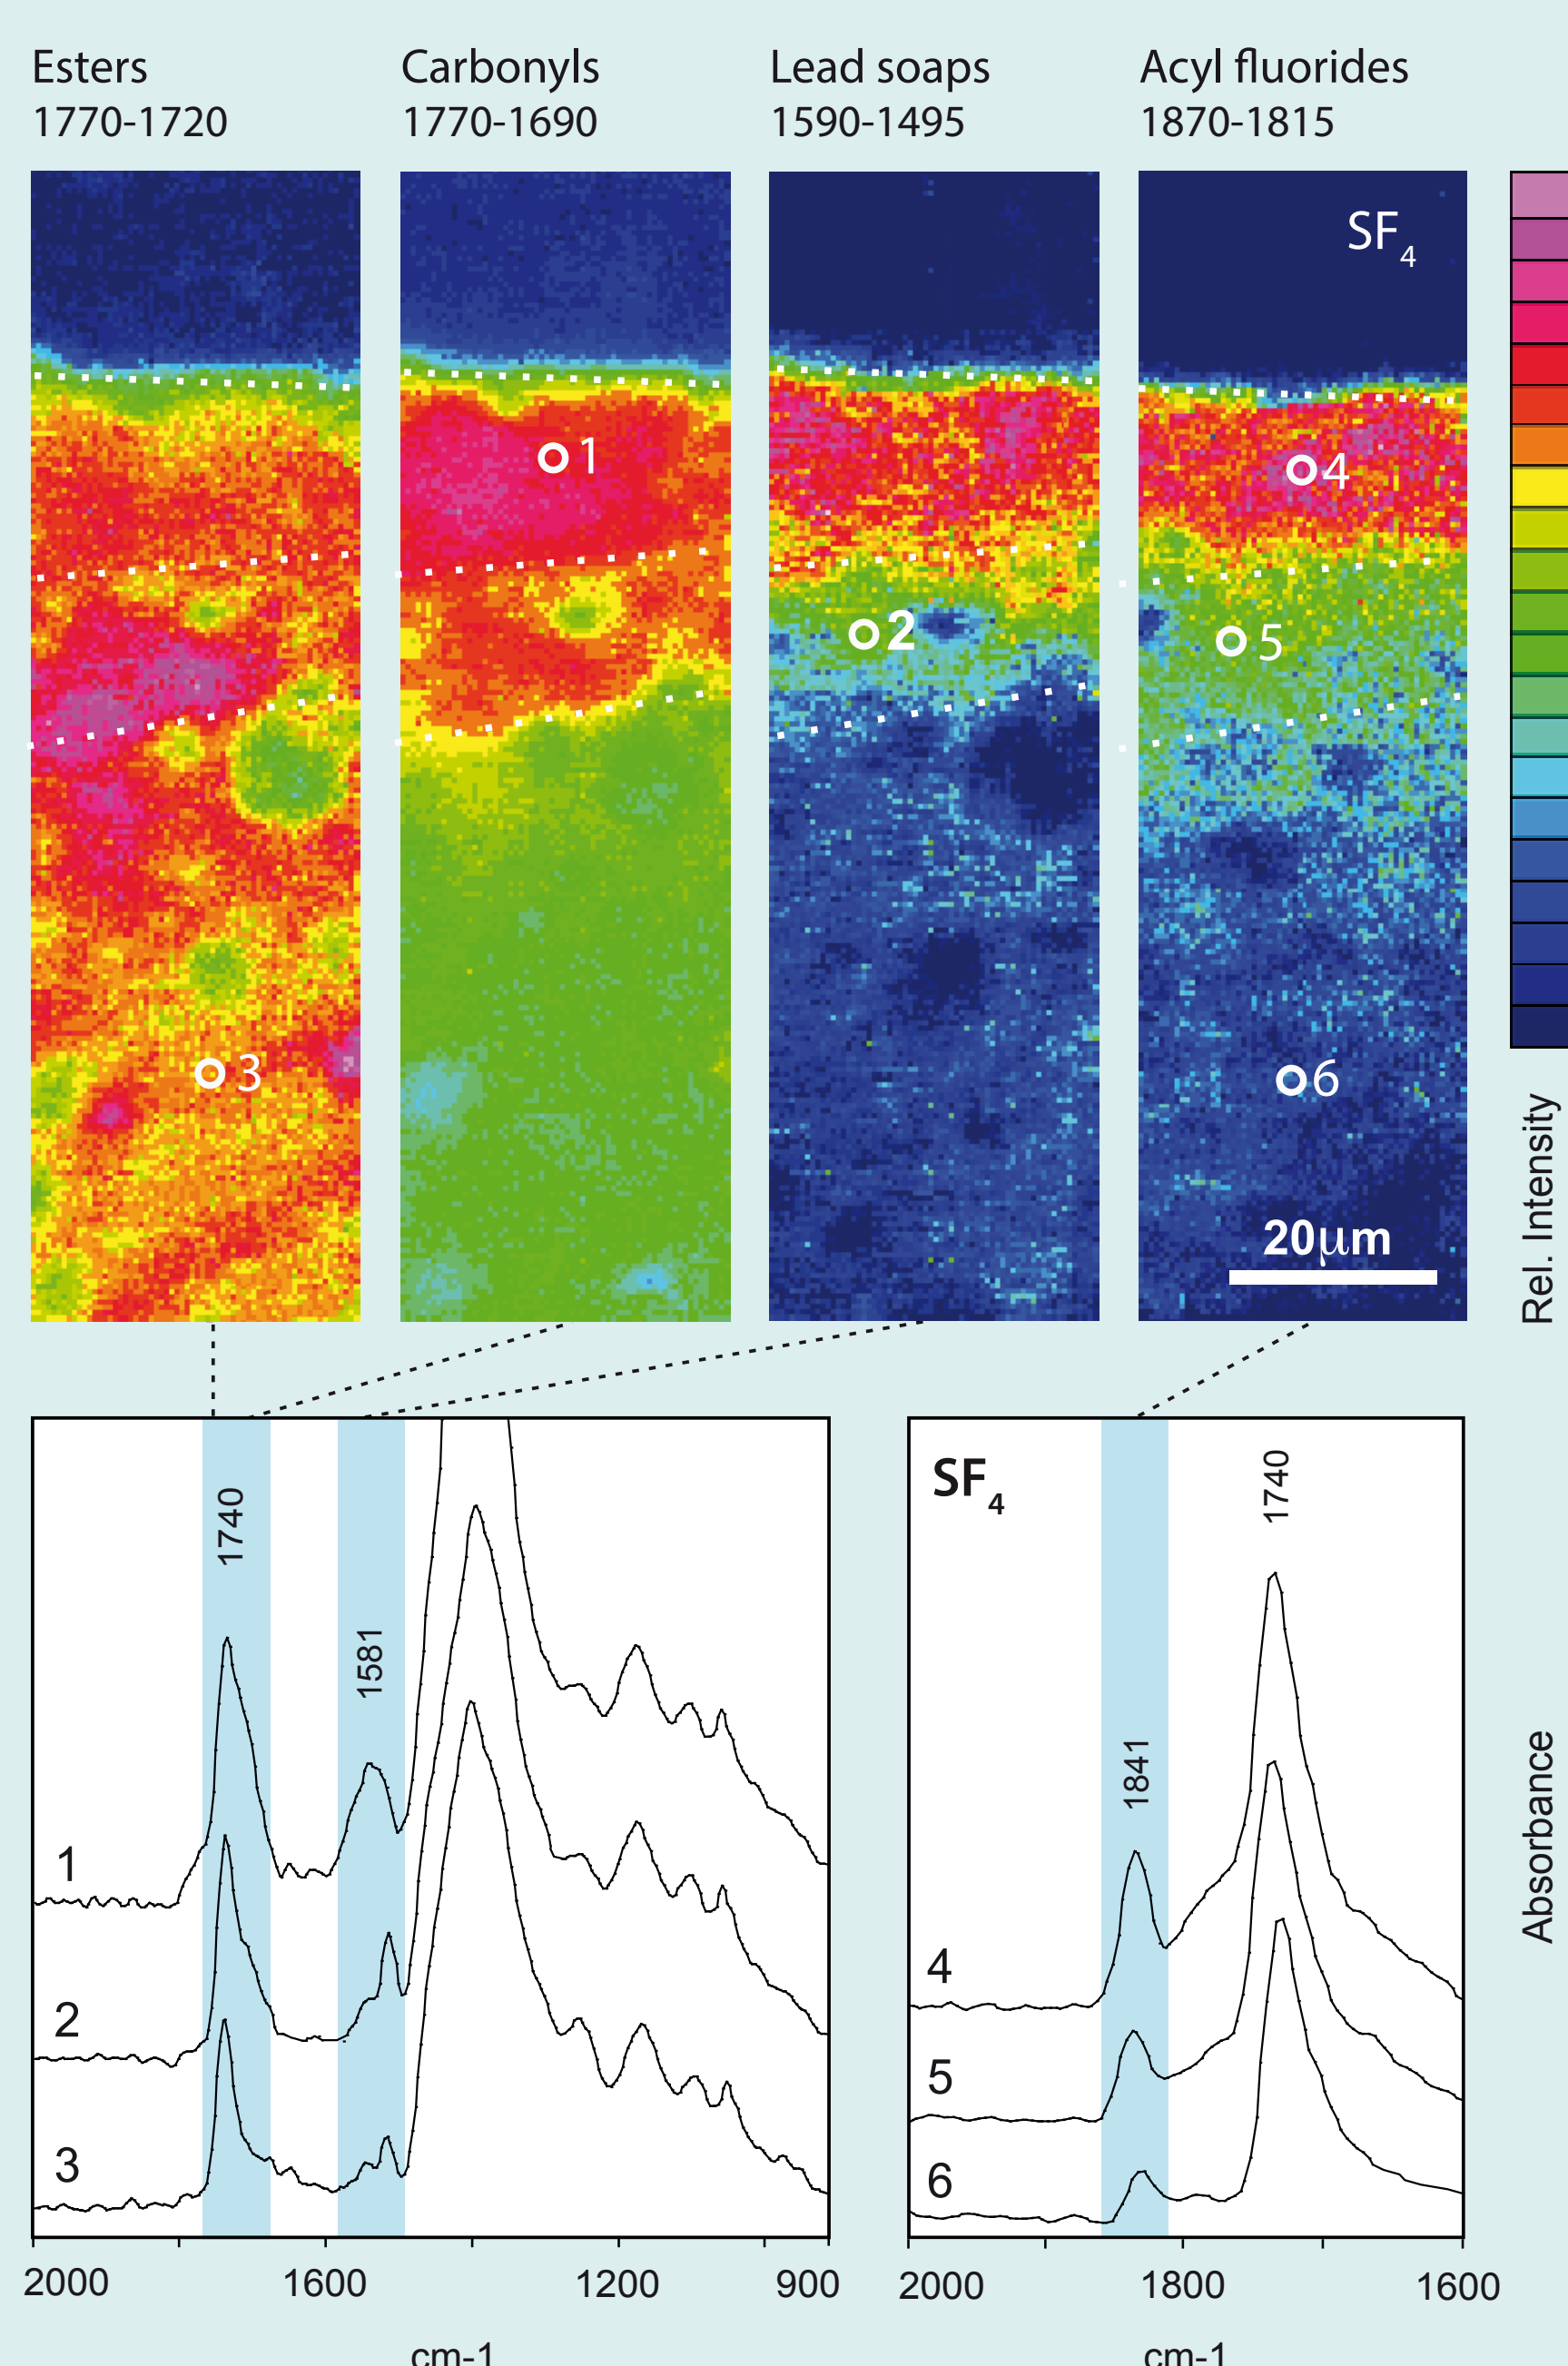 Esters
1770-1720
Carbonyls
1770-1690
Lead soaps
1590-1495
Acyl fluorides
1870-1815
SF4
1
4
2
5
3
6
20μm
Rel. Intensity
1740
1581
1
2
3
2000
1600
1200
900
cm-1
SF4
1740
1841
4
5
6
2000
1800
1600
cm-1
Absorbance